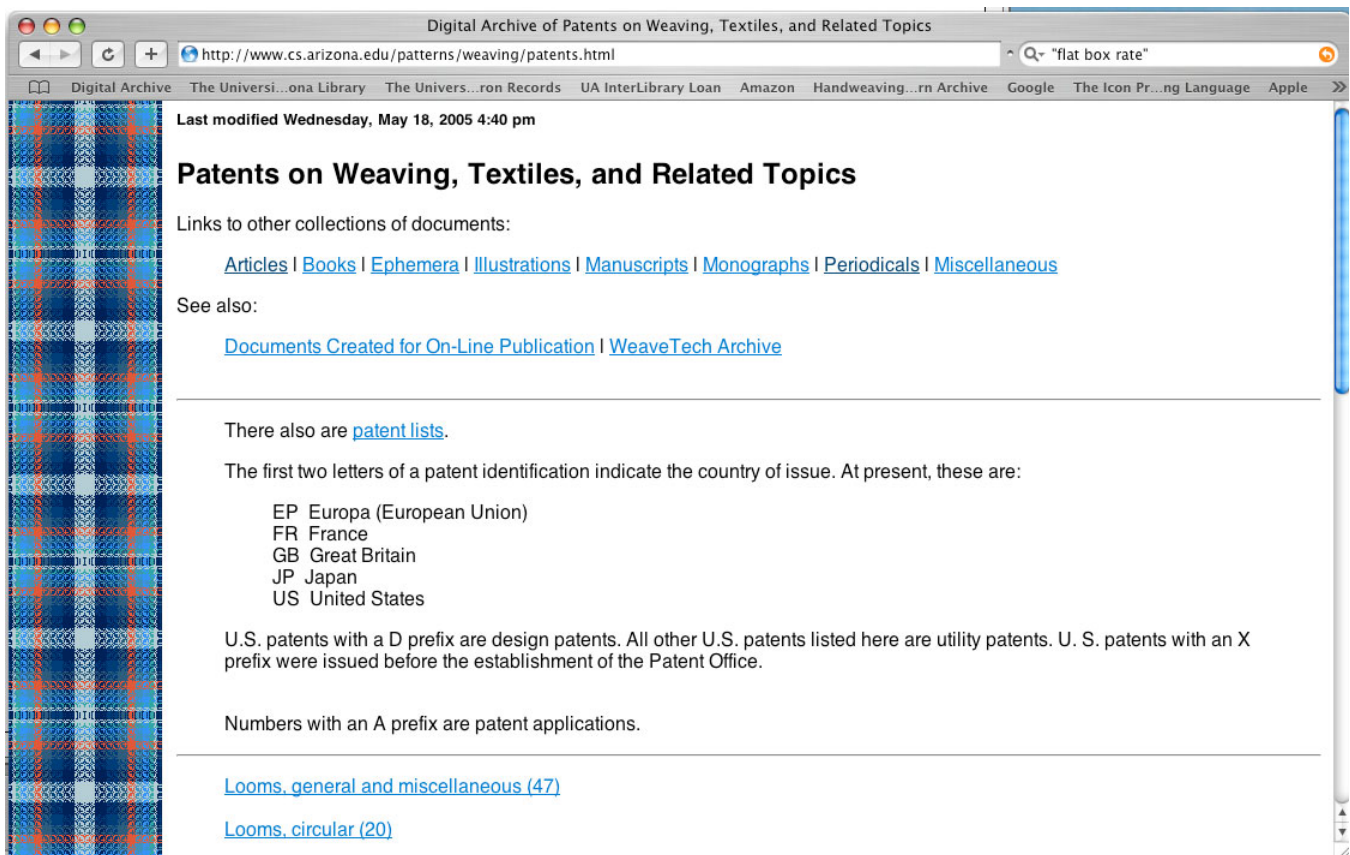 Digital Archive of Patents on Weaving, Textiles, and Related Topics
http://www.cs.arizona.edu/patterns/weaving/patents.html
"flat box rate"
Digital Archive The Universi...ona Library The Univers...ron Records UA InterLibrary Loan Amazon Handweaving...rn Archive Google The Icon Pr...ng Language Apple »
Last modified Wednesday, May 18, 2005 4:40 pm
Patents on Weaving, Textiles, and Related Topics
Links to other collections of documents:
Articles | Books | Ephemera | Illustrations | Manuscripts | Monographs | Periodicals | Miscellaneous
See also:
Documents Created for On-Line Publication | WeaveTech Archive
There also are patent lists.
The first two letters of a patent identification indicate the country of issue. At present, these are:
EP Europa (European Union)
FR France
GB Great Britain
JP Japan
US United States
U.S. patents with a D prefix are design patents. All other U.S. patents listed here are utility patents. U. S. patents with an X
prefix were issued before the establishment of the Patent Office.
Numbers with an A prefix are patent applications.
Looms, general and miscellaneous (47)
Looms, circular (20)